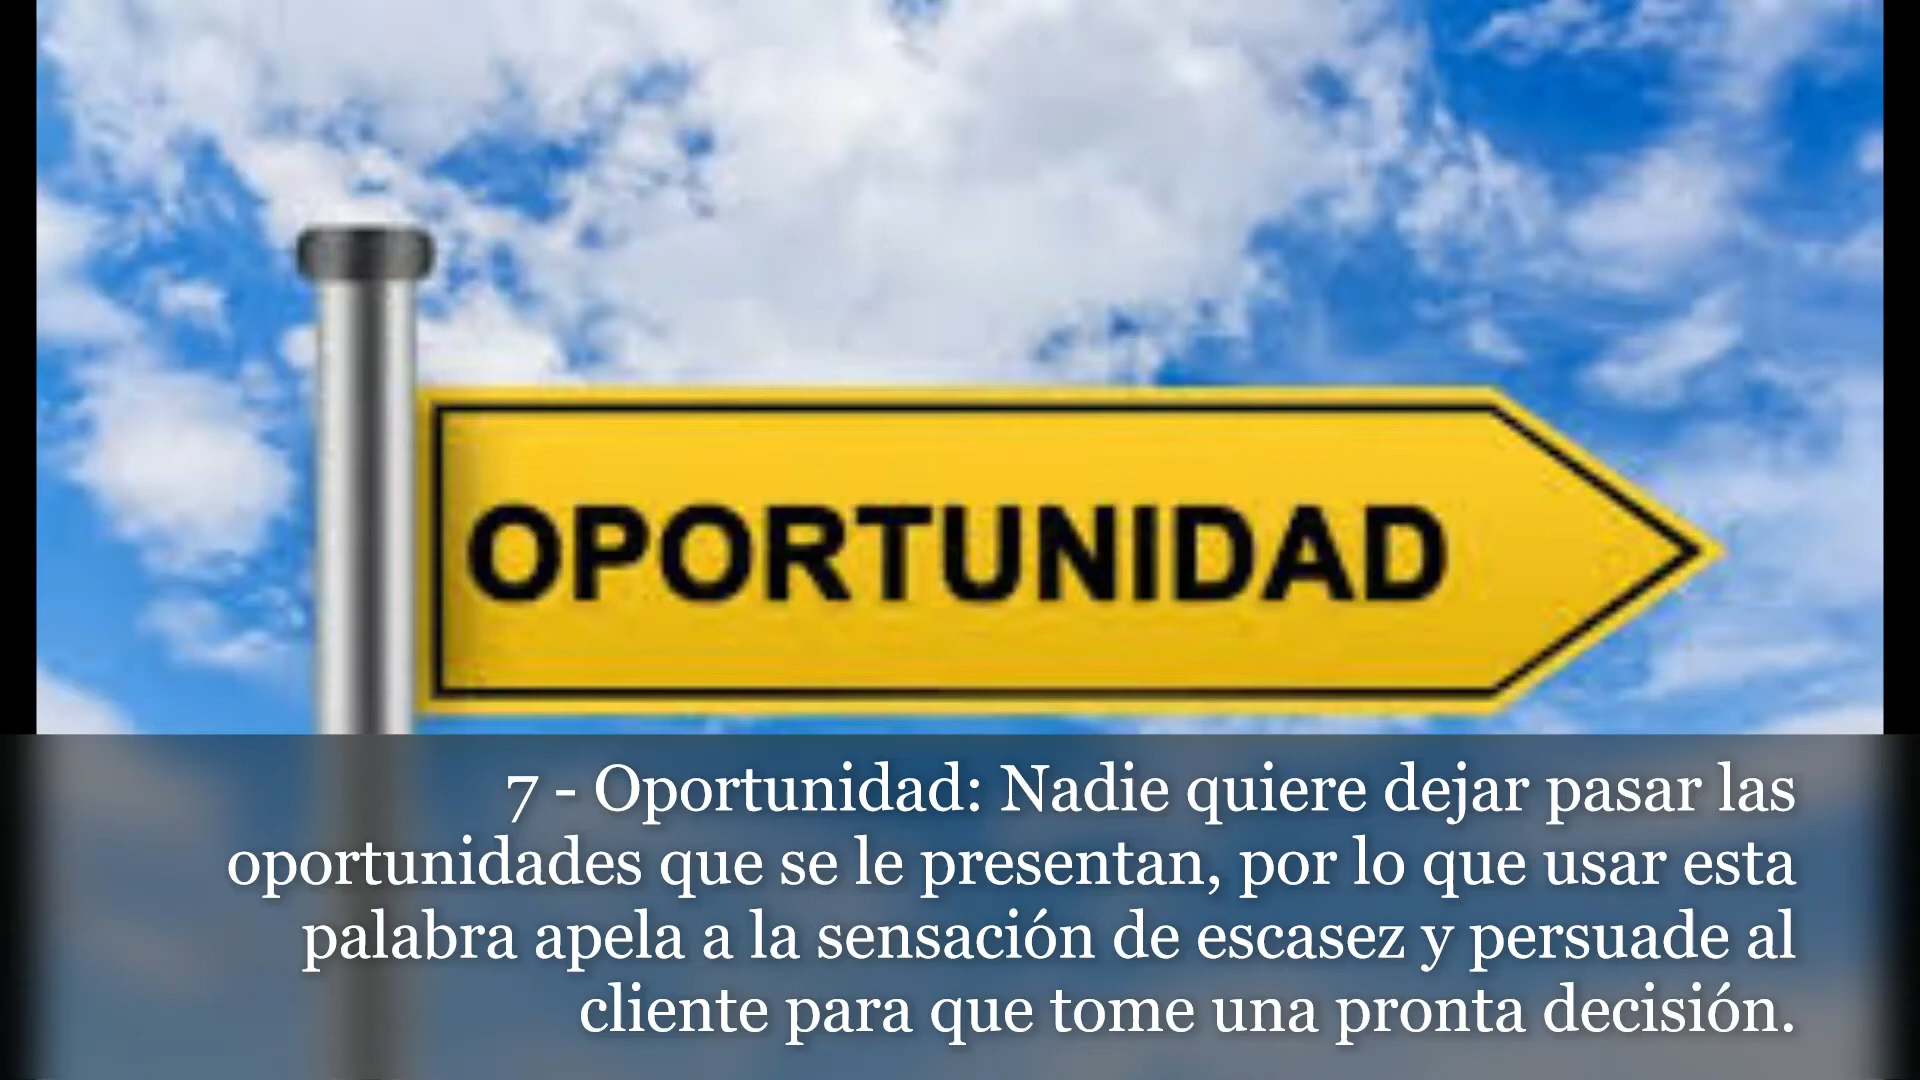 OPORTUNIDAD
7 - Oportunidad: Nadie quiere dejar pasar las
oportunidades que se le presentan, por lo que usar esta
palabra apela a la sensación de escasez y persuade al
cliente para que tome una pronta decisión.